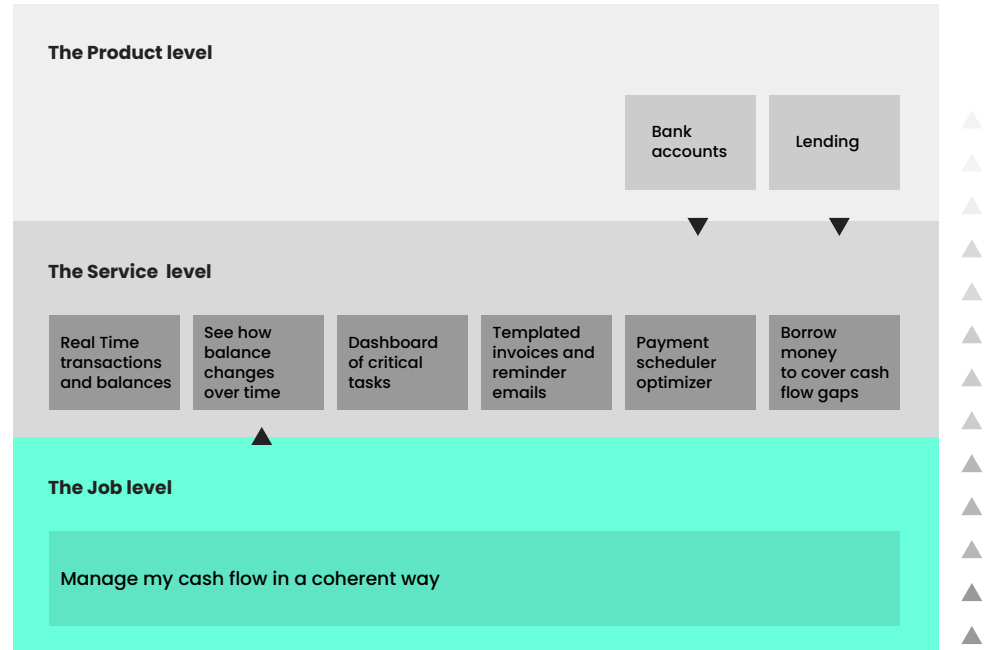 The Product level
Bank
accounts
Lending
The Service  level
Real Time
transactions
and balances
See how
balance
changes
over time
Dashboard
of critical
tasks
Templated
invoices and
reminder
emails
Payment
scheduler
optimizer
Borrow
money
to cover cash
flow gaps
The Job level
Manage my cash flow in a coherent way